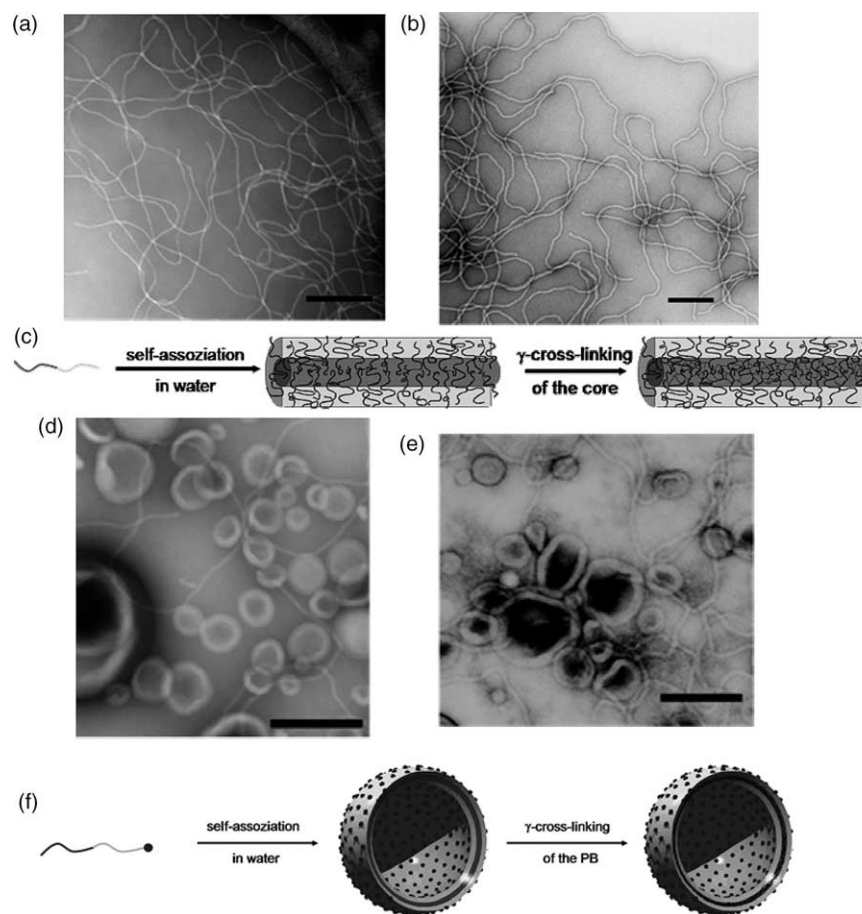 (a)
(b)
(c)
self-assoziation
in water
γ-cross-linking
of the core
(d)
(e)
(f)
self-assoziation
in water
γ-cross-linking
of the PB